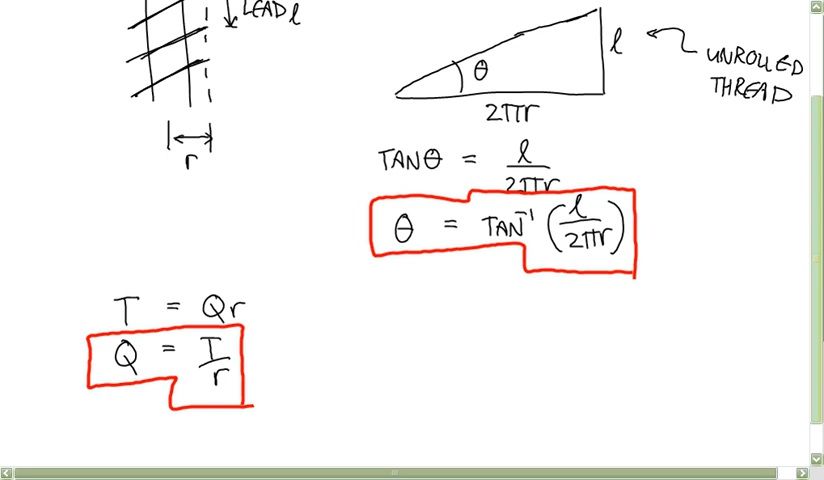 LEAD l
r
θ
l
2πr
UNROLLED
THREAD
TANθ = l/2πr
θ = TAN⁻¹ (l/2πr)
T = Qr
Q = T/r